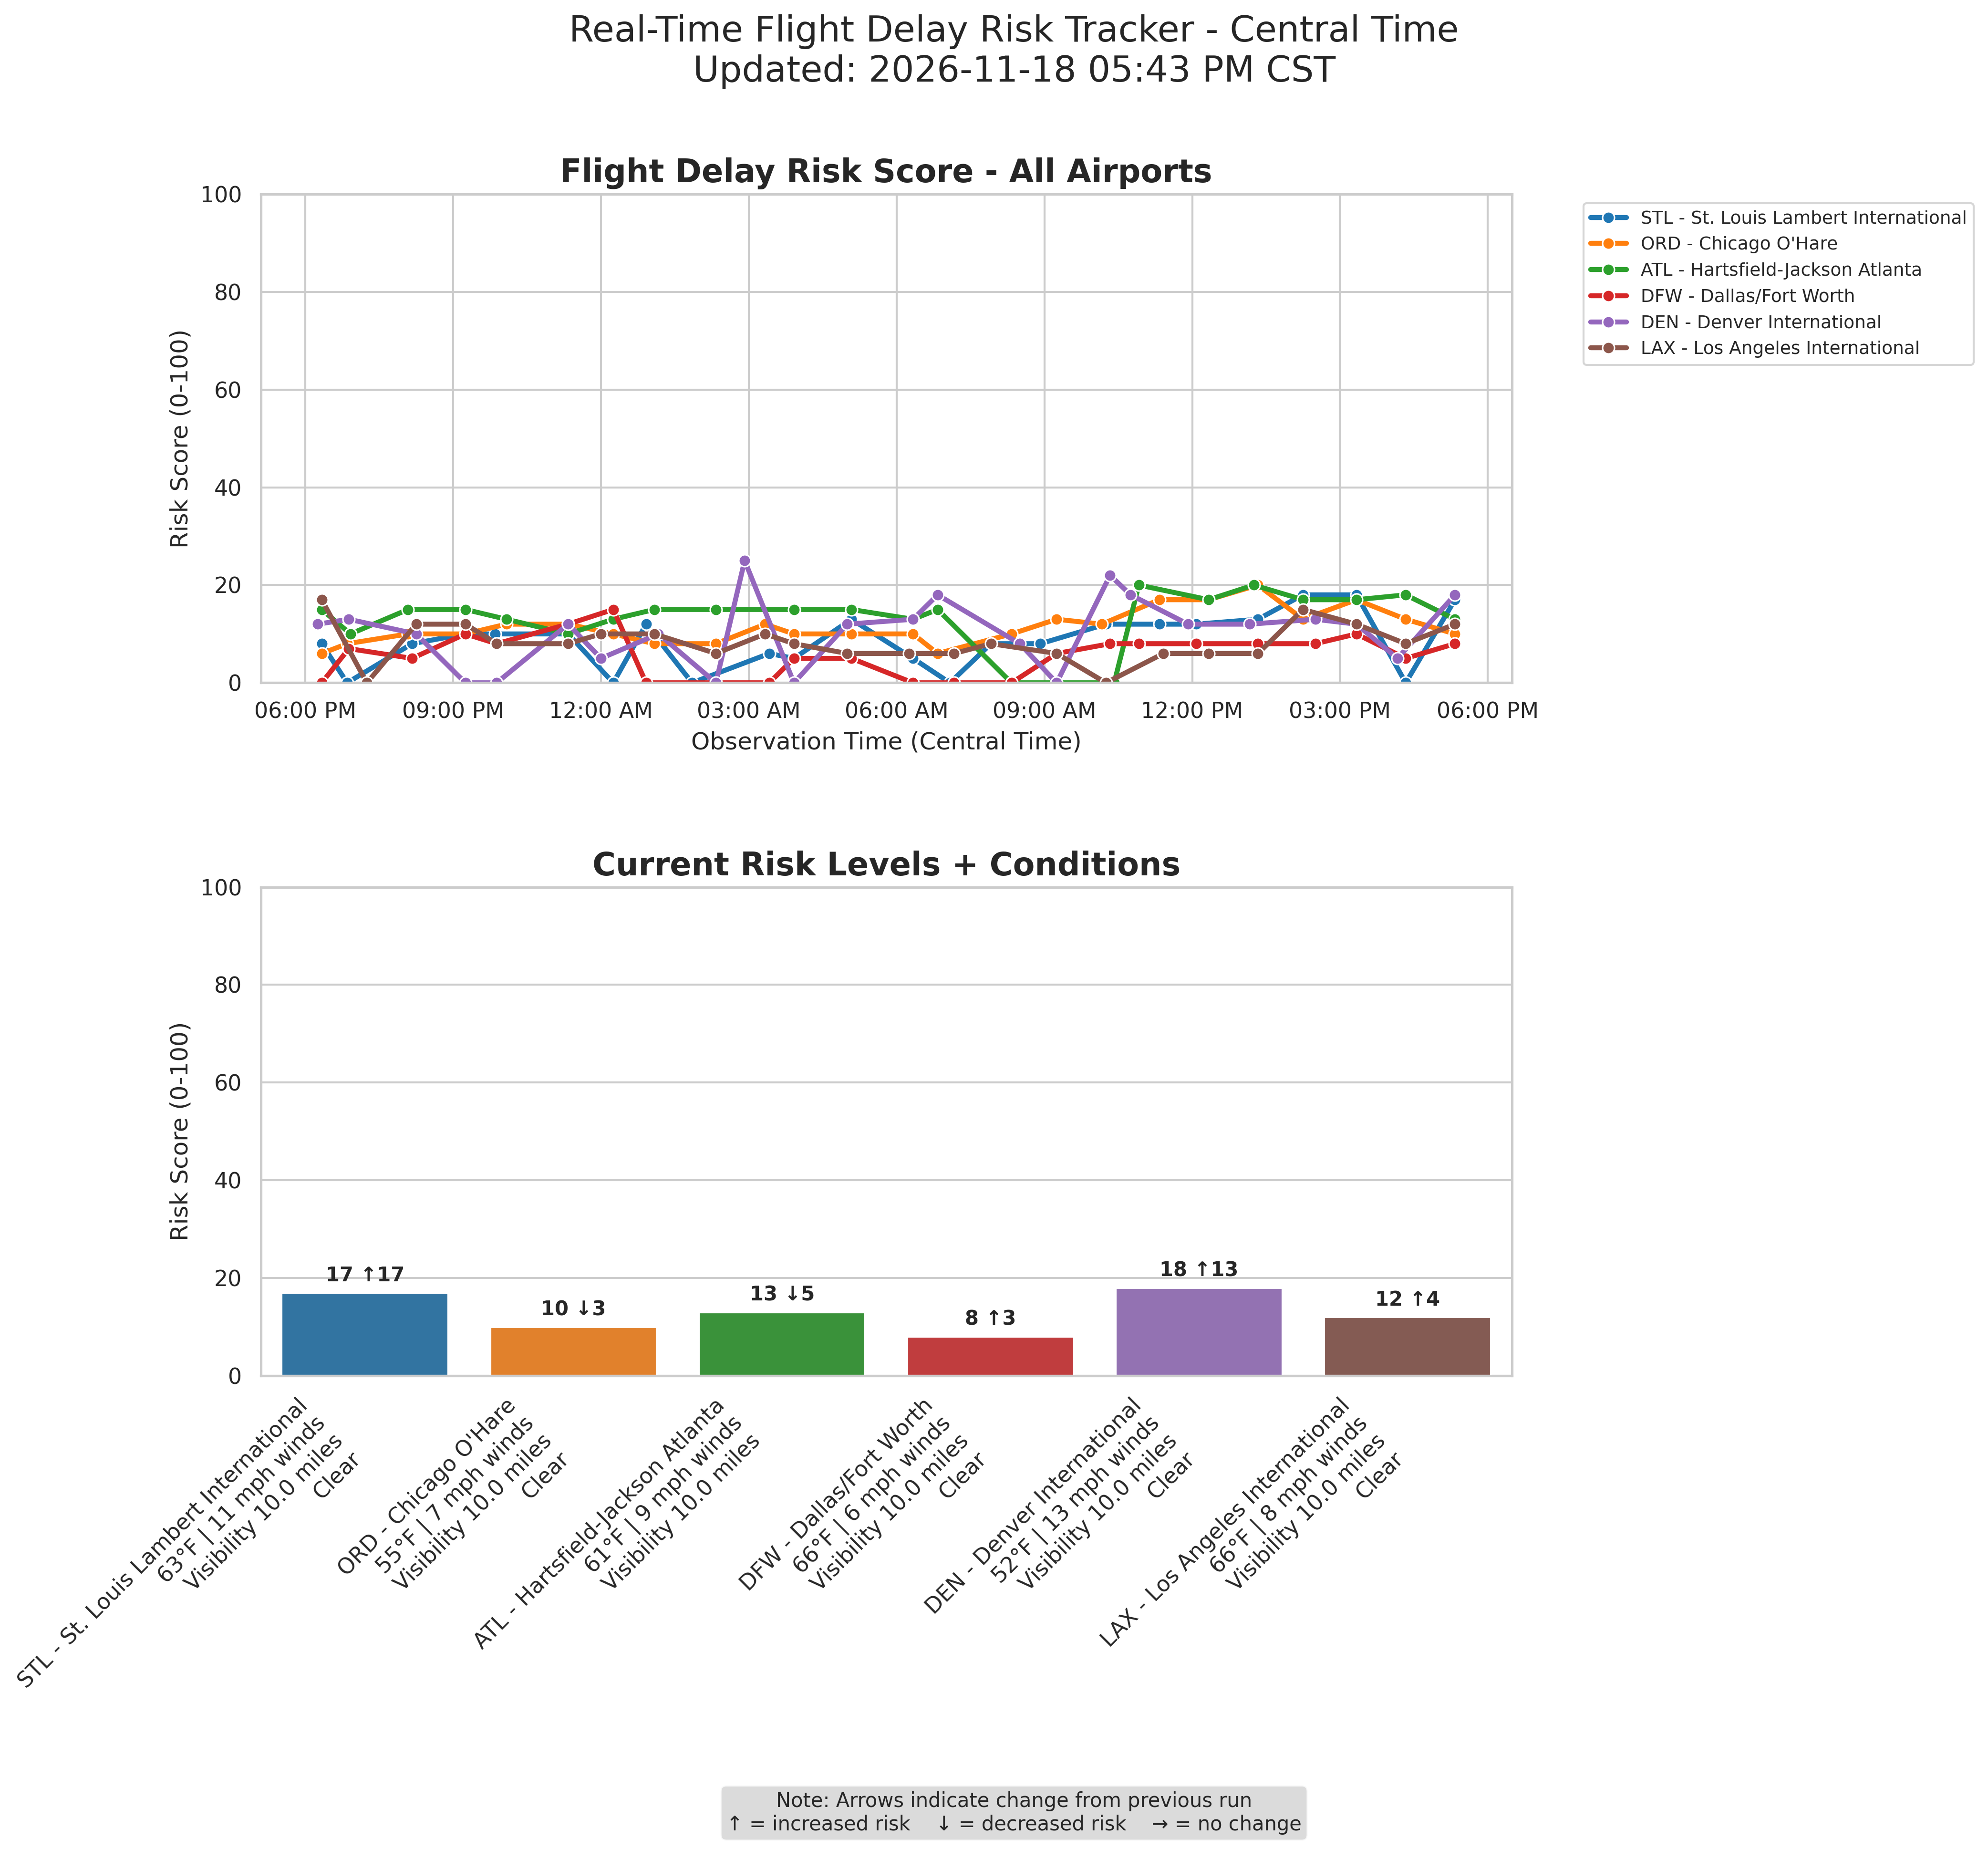 Real-Time Flight Delay Risk Tracker - Central Time
Updated: 2026-11-18 05:43 PM CST
Flight Delay Risk Score - All Airports
Risk Score (0-100)
100
80
60
40
20
0
06:00 PM
09:00 PM
12:00 AM
03:00 AM
06:00 AM
09:00 AM
12:00 PM
03:00 PM
06:00 PM
Observation Time (Central Time)
STL - St. Louis Lambert International
ORD - Chicago O'Hare
ATL - Hartsfield-Jackson Atlanta
DFW - Dallas/Fort Worth
DEN - Denver International
LAX - Los Angeles International
Current Risk Levels + Conditions
Risk Score (0-100)
100
80
60
40
20
0
17 ↑17
10 ↓3
13 ↓5
8 ↑3
18 ↑13
12 ↑4
STL - St. Louis Lambert International
63°F | 11 mph winds
Visibility 10.0 miles
Clear
ORD - Chicago O'Hare
55°F | 7 mph winds
Visibility 10.0 miles
Clear
ATL - Hartsfield-Jackson Atlanta
61°F | 9 mph winds
Visibility 10.0 miles
DFW - Dallas/Fort Worth
66°F | 6 mph winds
Visibility 10.0 miles
Clear
DEN - Denver International
52°F | 13 mph winds
Visibility 10.0 miles
Clear
LAX - Los Angeles International
66°F | 8 mph winds
Visibility 10.0 miles
Clear
Note: Arrows indicate change from previous run
↑ = increased risk ↓ = decreased risk → = no change